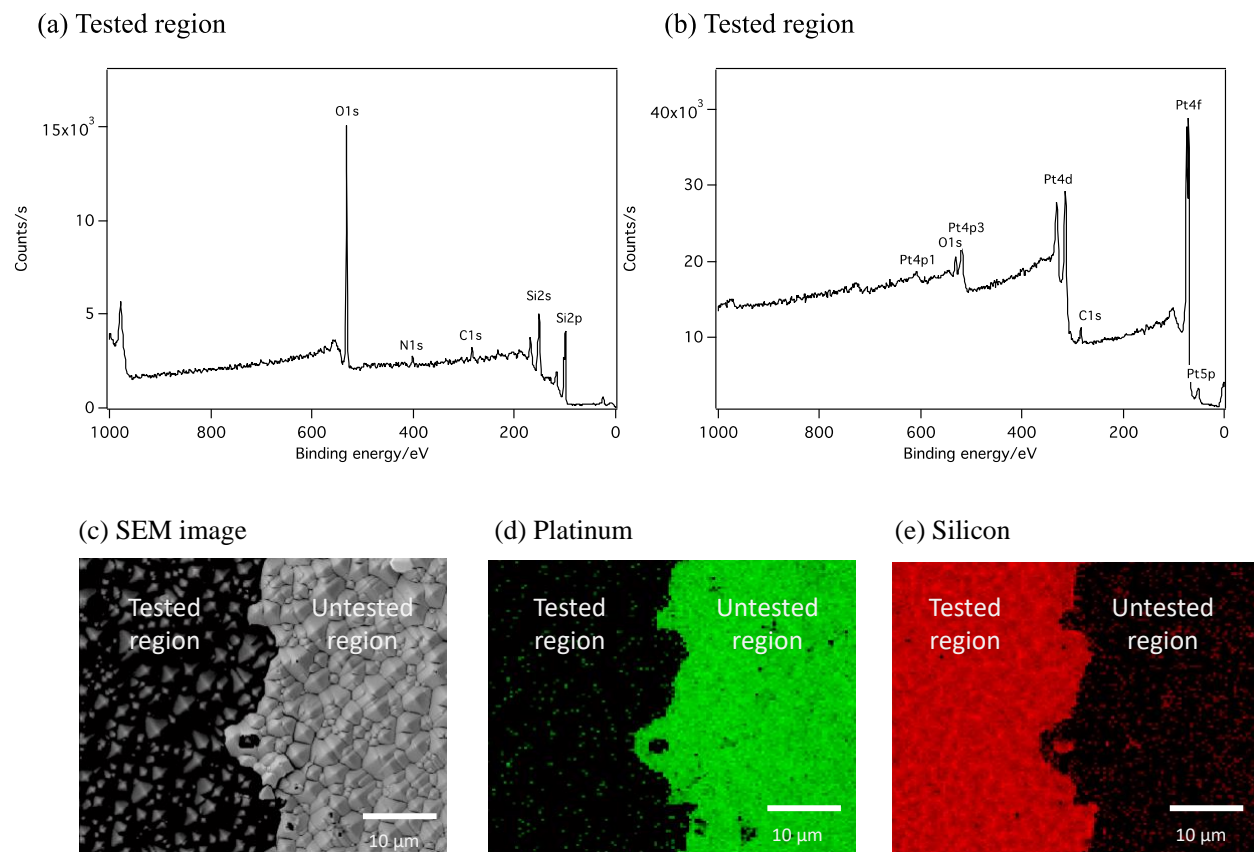 (a) Tested region
(b) Tested region
15x10³
10
5
0
Counts/s
O1s
N1s
C1s
Si2s
Si2p
1000
800
600
400
200
0
Binding energy/eV
40x10³
30
20
10
Counts/s
Pt4p1
O1s
Pt4p3
Pt4d
C1s
Pt4f
Pt5p
1000
800
600
400
200
0
Binding energy/eV
(c) SEM image
Tested
region
Untested
region
10 μm
(d) Platinum
Tested
region
Untested
region
10 μm
(e) Silicon
Tested
region
Untested
region
10 μm